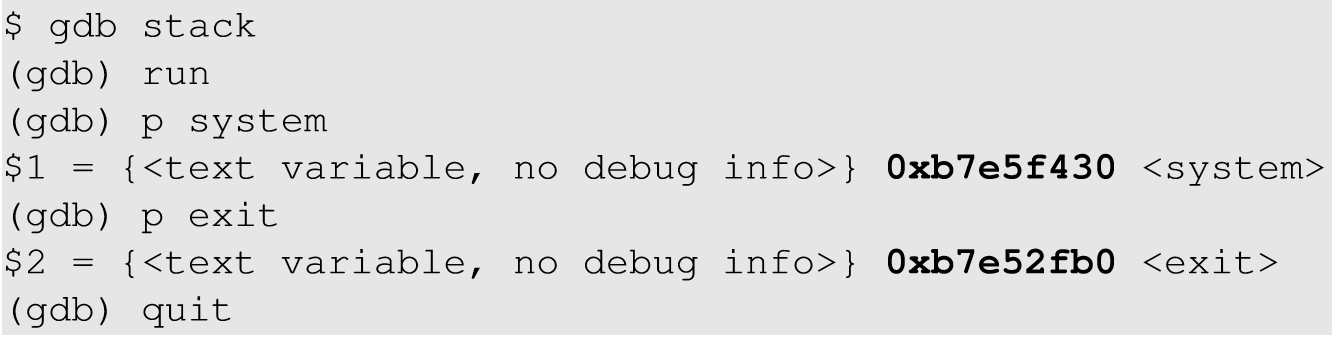 $ gdb stack
(gdb) run
(gdb) p system
$1 = {<text variable, no debug info>} 0xb7e5f430 <system>
(gdb) p exit
$2 = {<text variable, no debug info>} 0xb7e52fb0 <exit>
(gdb) quit